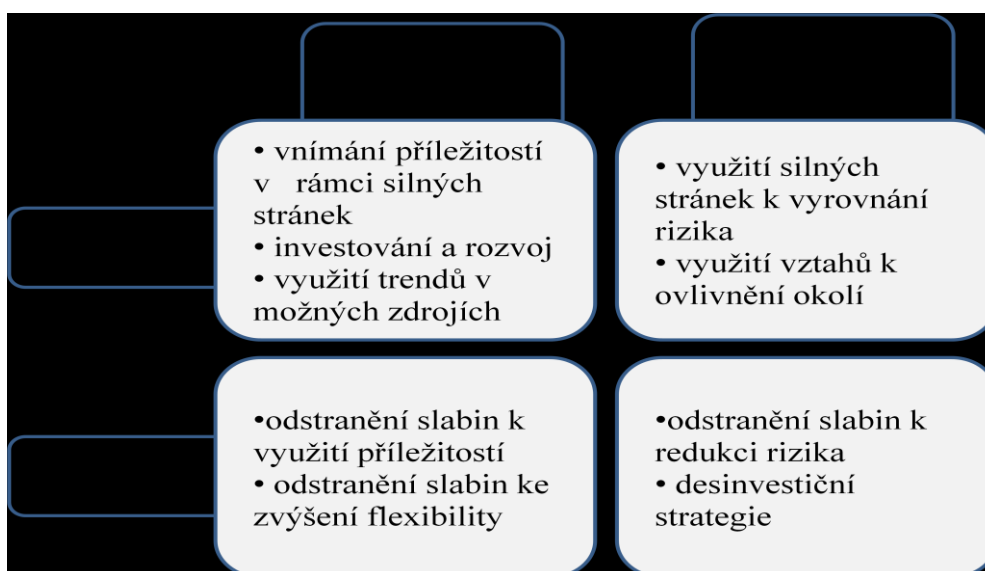 • vnímání příležitostí
v rámci silných
stránek
• investování a rozvoj
• využití trendů v
možných zdrojích
• využití silných
stránek k vyrovnání
rizika
• využití vztahů k
ovlivnění okolí
•odstranění slabin k
využití příležitostí
• odstranění slabin ke
zvýšení flexibility
•odstranění slabin k
redukci rizika
• desinvestiční
strategie